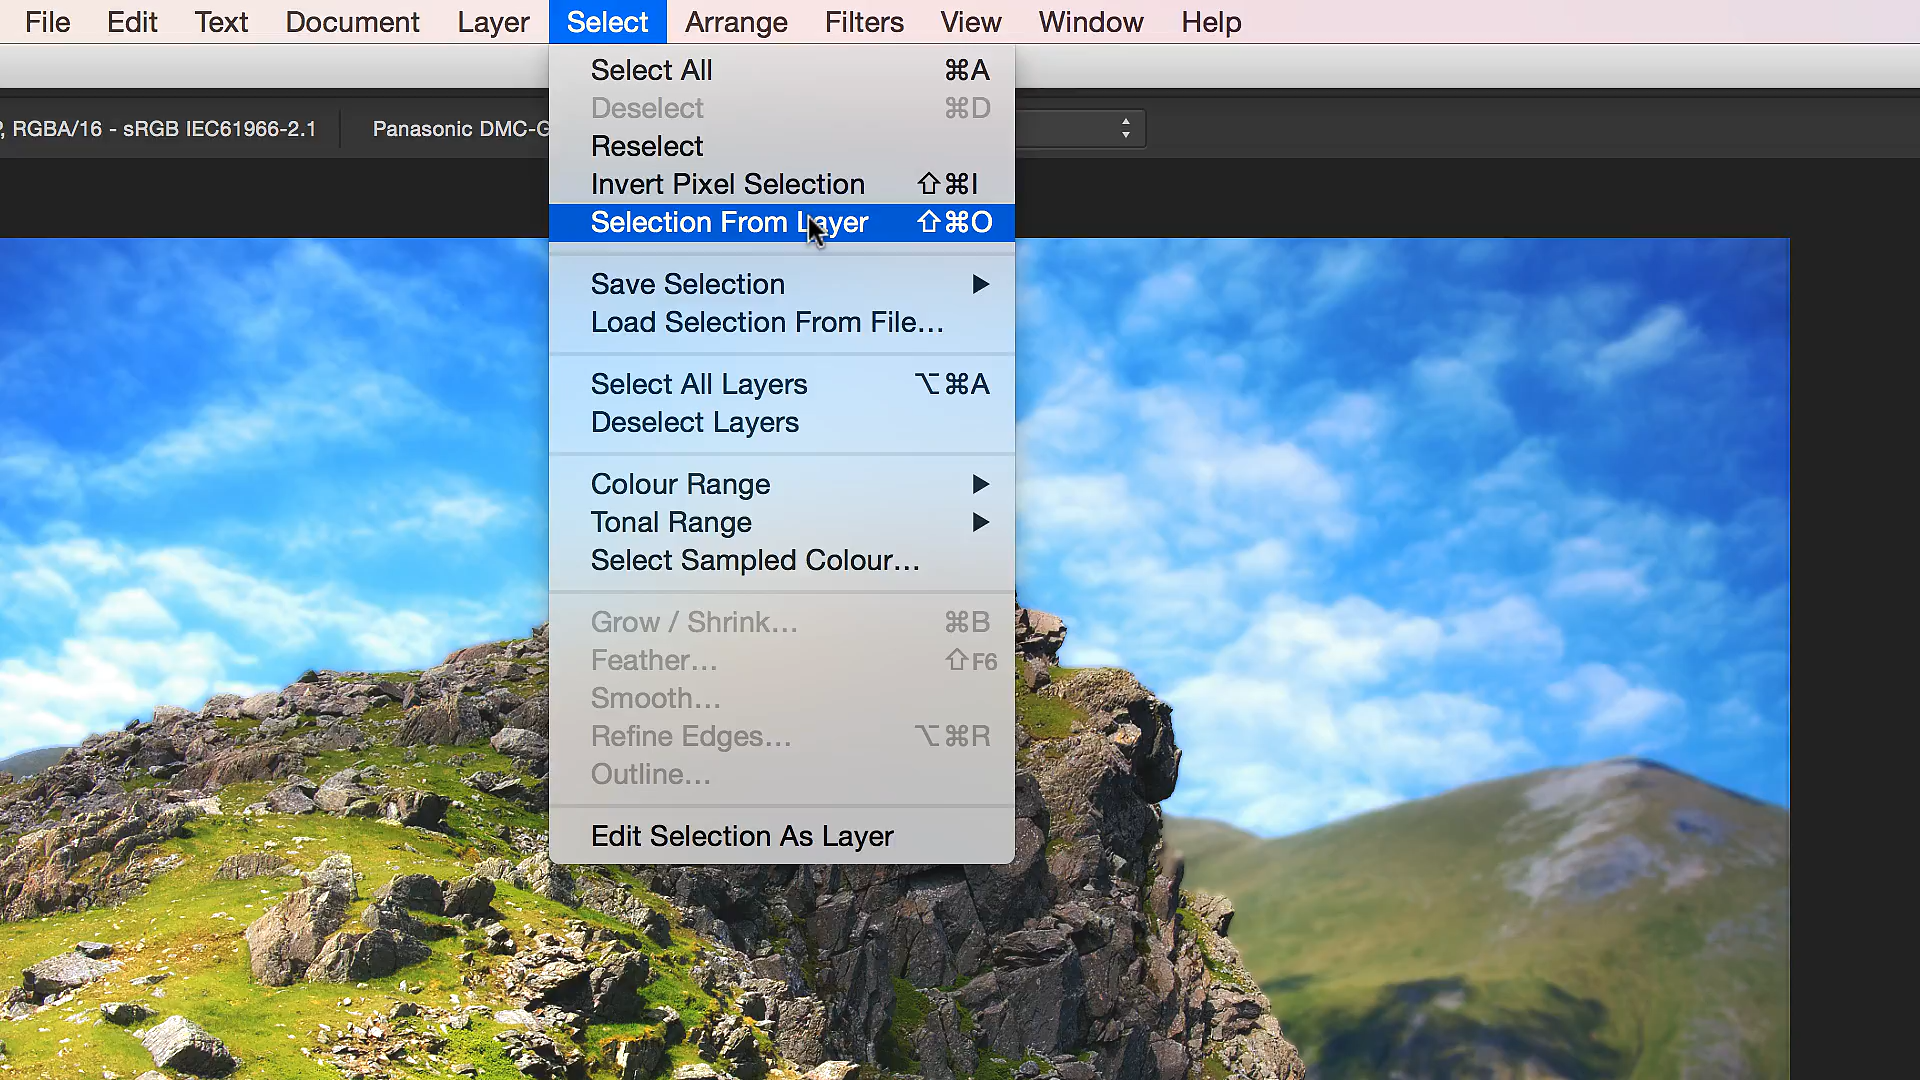 File Edit Text Document Layer Select Arrange Filters View Window Help
Select All ⌘A
Deselect ⌘D
, RGBA/16 - sRGB IEC61966-2.1 Panasonic DMC-G
Reselect
Invert Pixel Selection ⇧⌘I
Selection From Layer ⇧⌘O
Save Selection ▶
Load Selection From File...
Select All Layers ⌥⌘A
Deselect Layers
Colour Range ▶
Tonal Range ▶
Select Sampled Colour...
Grow / Shrink... ⌘B
Feather... ⇧F6
Smooth...
Refine Edges... ⌥⌘R
Outline...
Edit Selection As Layer